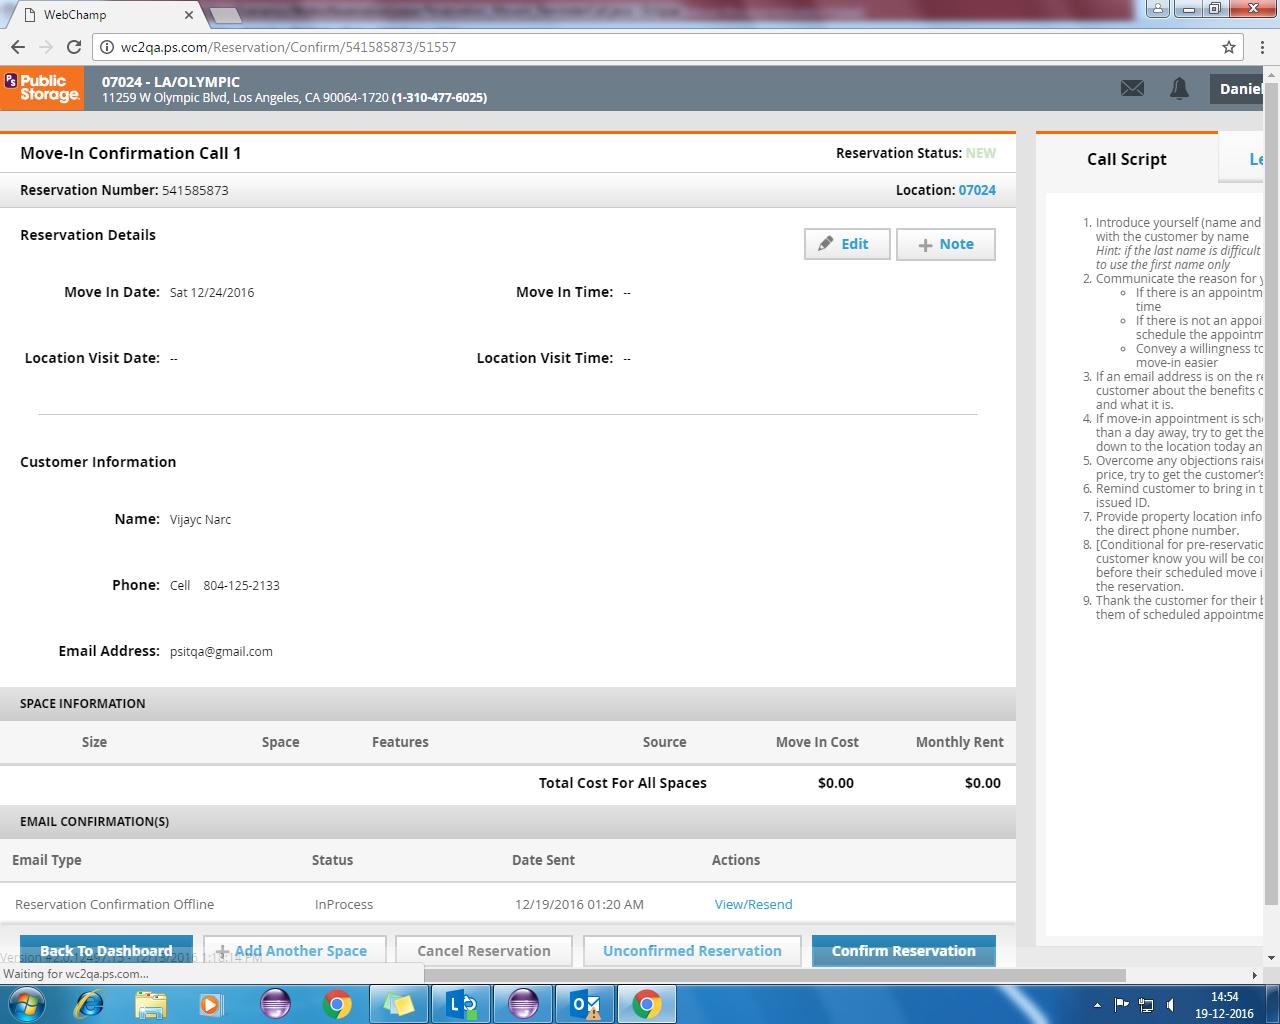 WebChamp
wc2qa.ps.com/Reservation/Confirm/541585873/51557
PS Public Storage.
07024 - LA/OLYMPIC
11259 W Olympic Blvd, Los Angeles, CA 90064-1720 (1-310-477-6025)
Daniel
Move-In Confirmation Call 1
Reservation Status: NEW
Reservation Number: 541585873
Location: 07024
Reservation Details
Edit
Note
Move In Date: Sat 12/24/2016
Move In Time: --
Location Visit Date: --
Location Visit Time: --
Customer Information
Name: Vijayc Narc
Phone: Cell 804-125-2133
Email Address: psitqa@gmail.com
SPACE INFORMATION
Size Space Features Source Move In Cost Monthly Rent
Total Cost For All Spaces $0.00 $0.00
EMAIL CONFIRMATION(S)
Email Type Status Date Sent Actions
Reservation Confirmation Offline InProcess 12/19/2016 01:20 AM View/Resend
Back To Dashboard
Add Another Space
Cancel Reservation
Unconfirmed Reservation
Confirm Reservation
Waiting for wc2qa.ps.com...
Call Script
Le
1. Introduce yourself (name and
with the customer by name
Hint: if the last name is difficult
to use the first name only
2. Communicate the reason for y
If there is an appointm
time
If there is not an appoi
schedule the appointm
Convey a willingness to
move-in easier
3. If an email address is on the re
customer about the benefits o
and what it is.
4. If move-in appointment is sch
than a day away, try to get the
down to the location today an
5. Overcome any objections raise
price, try to get the customer's
6. Remind customer to bring in t
issued ID.
7. Provide property location info
the direct phone number.
8. [Conditional for pre-reservatio
customer know you will be co
before their scheduled move i
the reservation.
9. Thank the customer for their b
them of scheduled appointme
14:54
19-12-2016